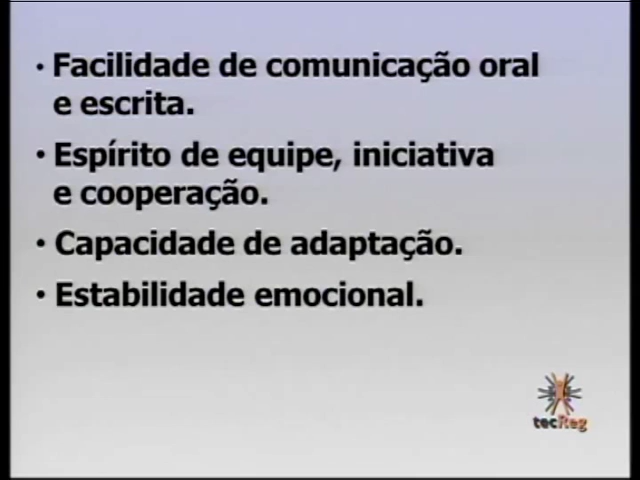 • Facilidade de comunicação oral
e escrita.
• Espírito de equipe, iniciativa
e cooperação.
• Capacidade de adaptação.
• Estabilidade emocional.
tecReg